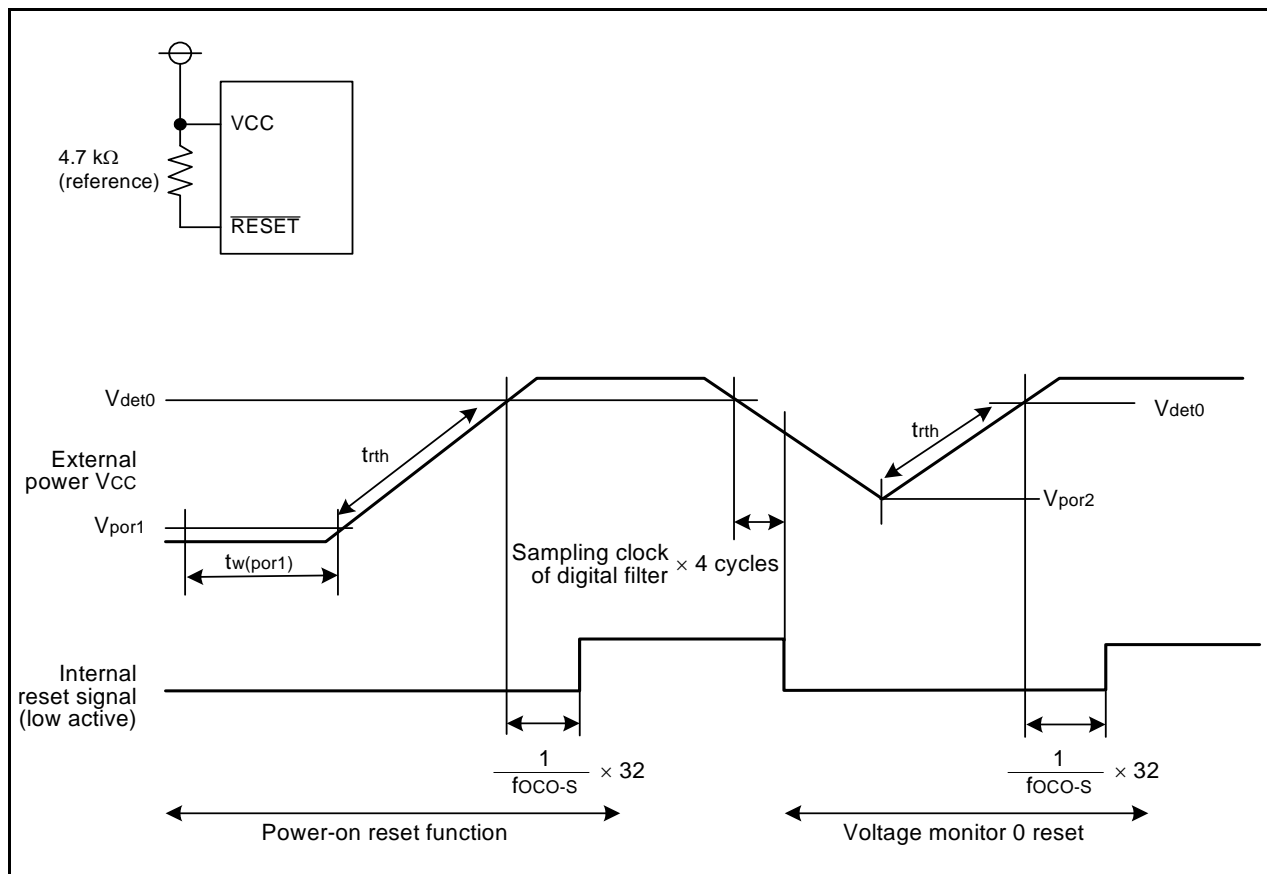 VCC
4.7 kΩ
(reference)
RESET
Vdet0
Vdet0
trth
trth
External
power VCC
Vpor1
Vpor2
tw(por1)
Sampling clock
of digital filter × 4 cycles
Internal
reset signal
(low active)
1
fOCO-S × 32
1
fOCO-S × 32
Power-on reset function
Voltage monitor 0 reset